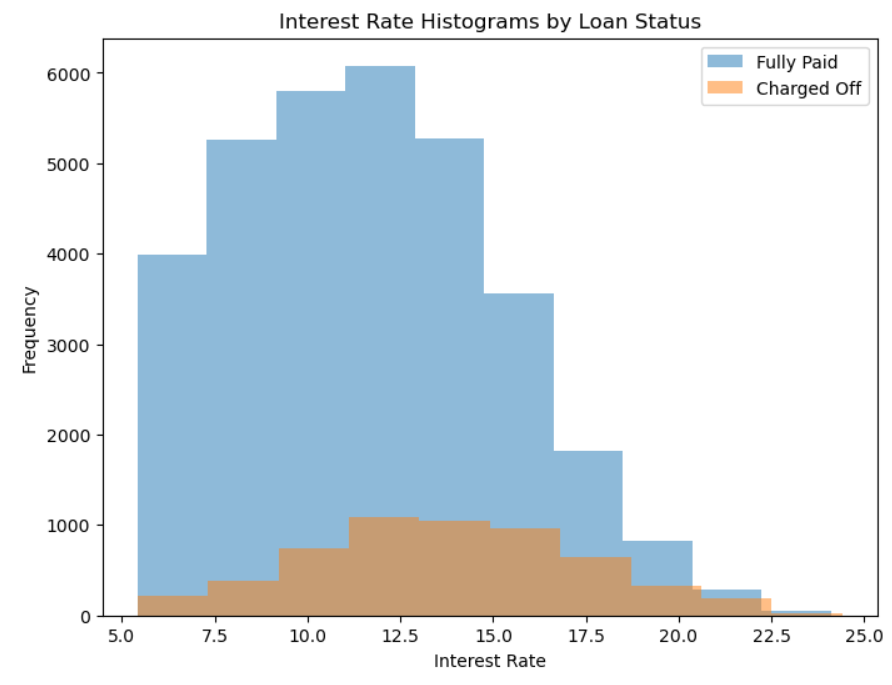 Interest Rate Histograms by Loan Status
Fully Paid
Charged Off
6000
5000
4000
3000
2000
1000
0
Frequency
5.0 7.5 10.0 12.5 15.0 17.5 20.0 22.5 25.0
Interest Rate